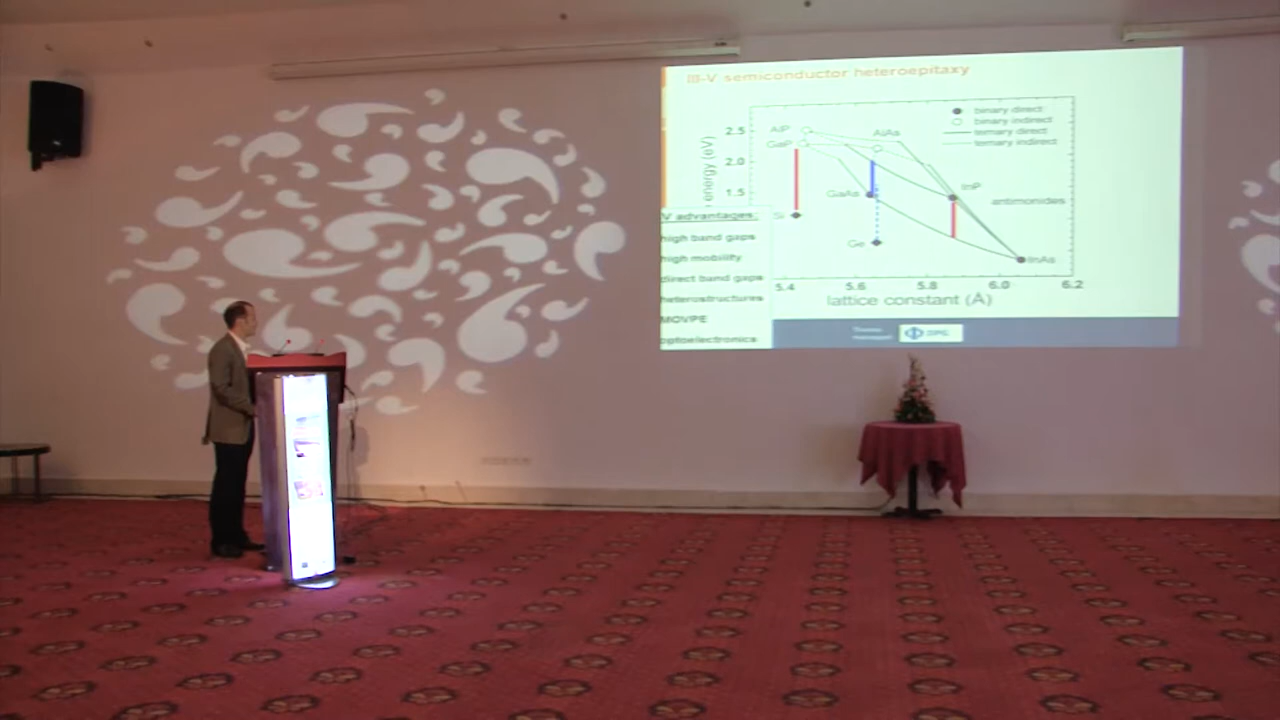 III-V semiconductor heteroepitaxy
binary direct
binary indirect
ternary direct
ternary indirect
energy (eV)
2.5
2.0
1.5
AlP
GaP
AlAs
GaAs
InP
antimonides
Si
Ge
InAs
5.4 5.6 5.8 6.0 6.2
lattice constant (Å)
V advantages:
high band gaps
high mobility
direct band gaps
heterostructures
MOVPE
optoelectronics
Thomas
DPG